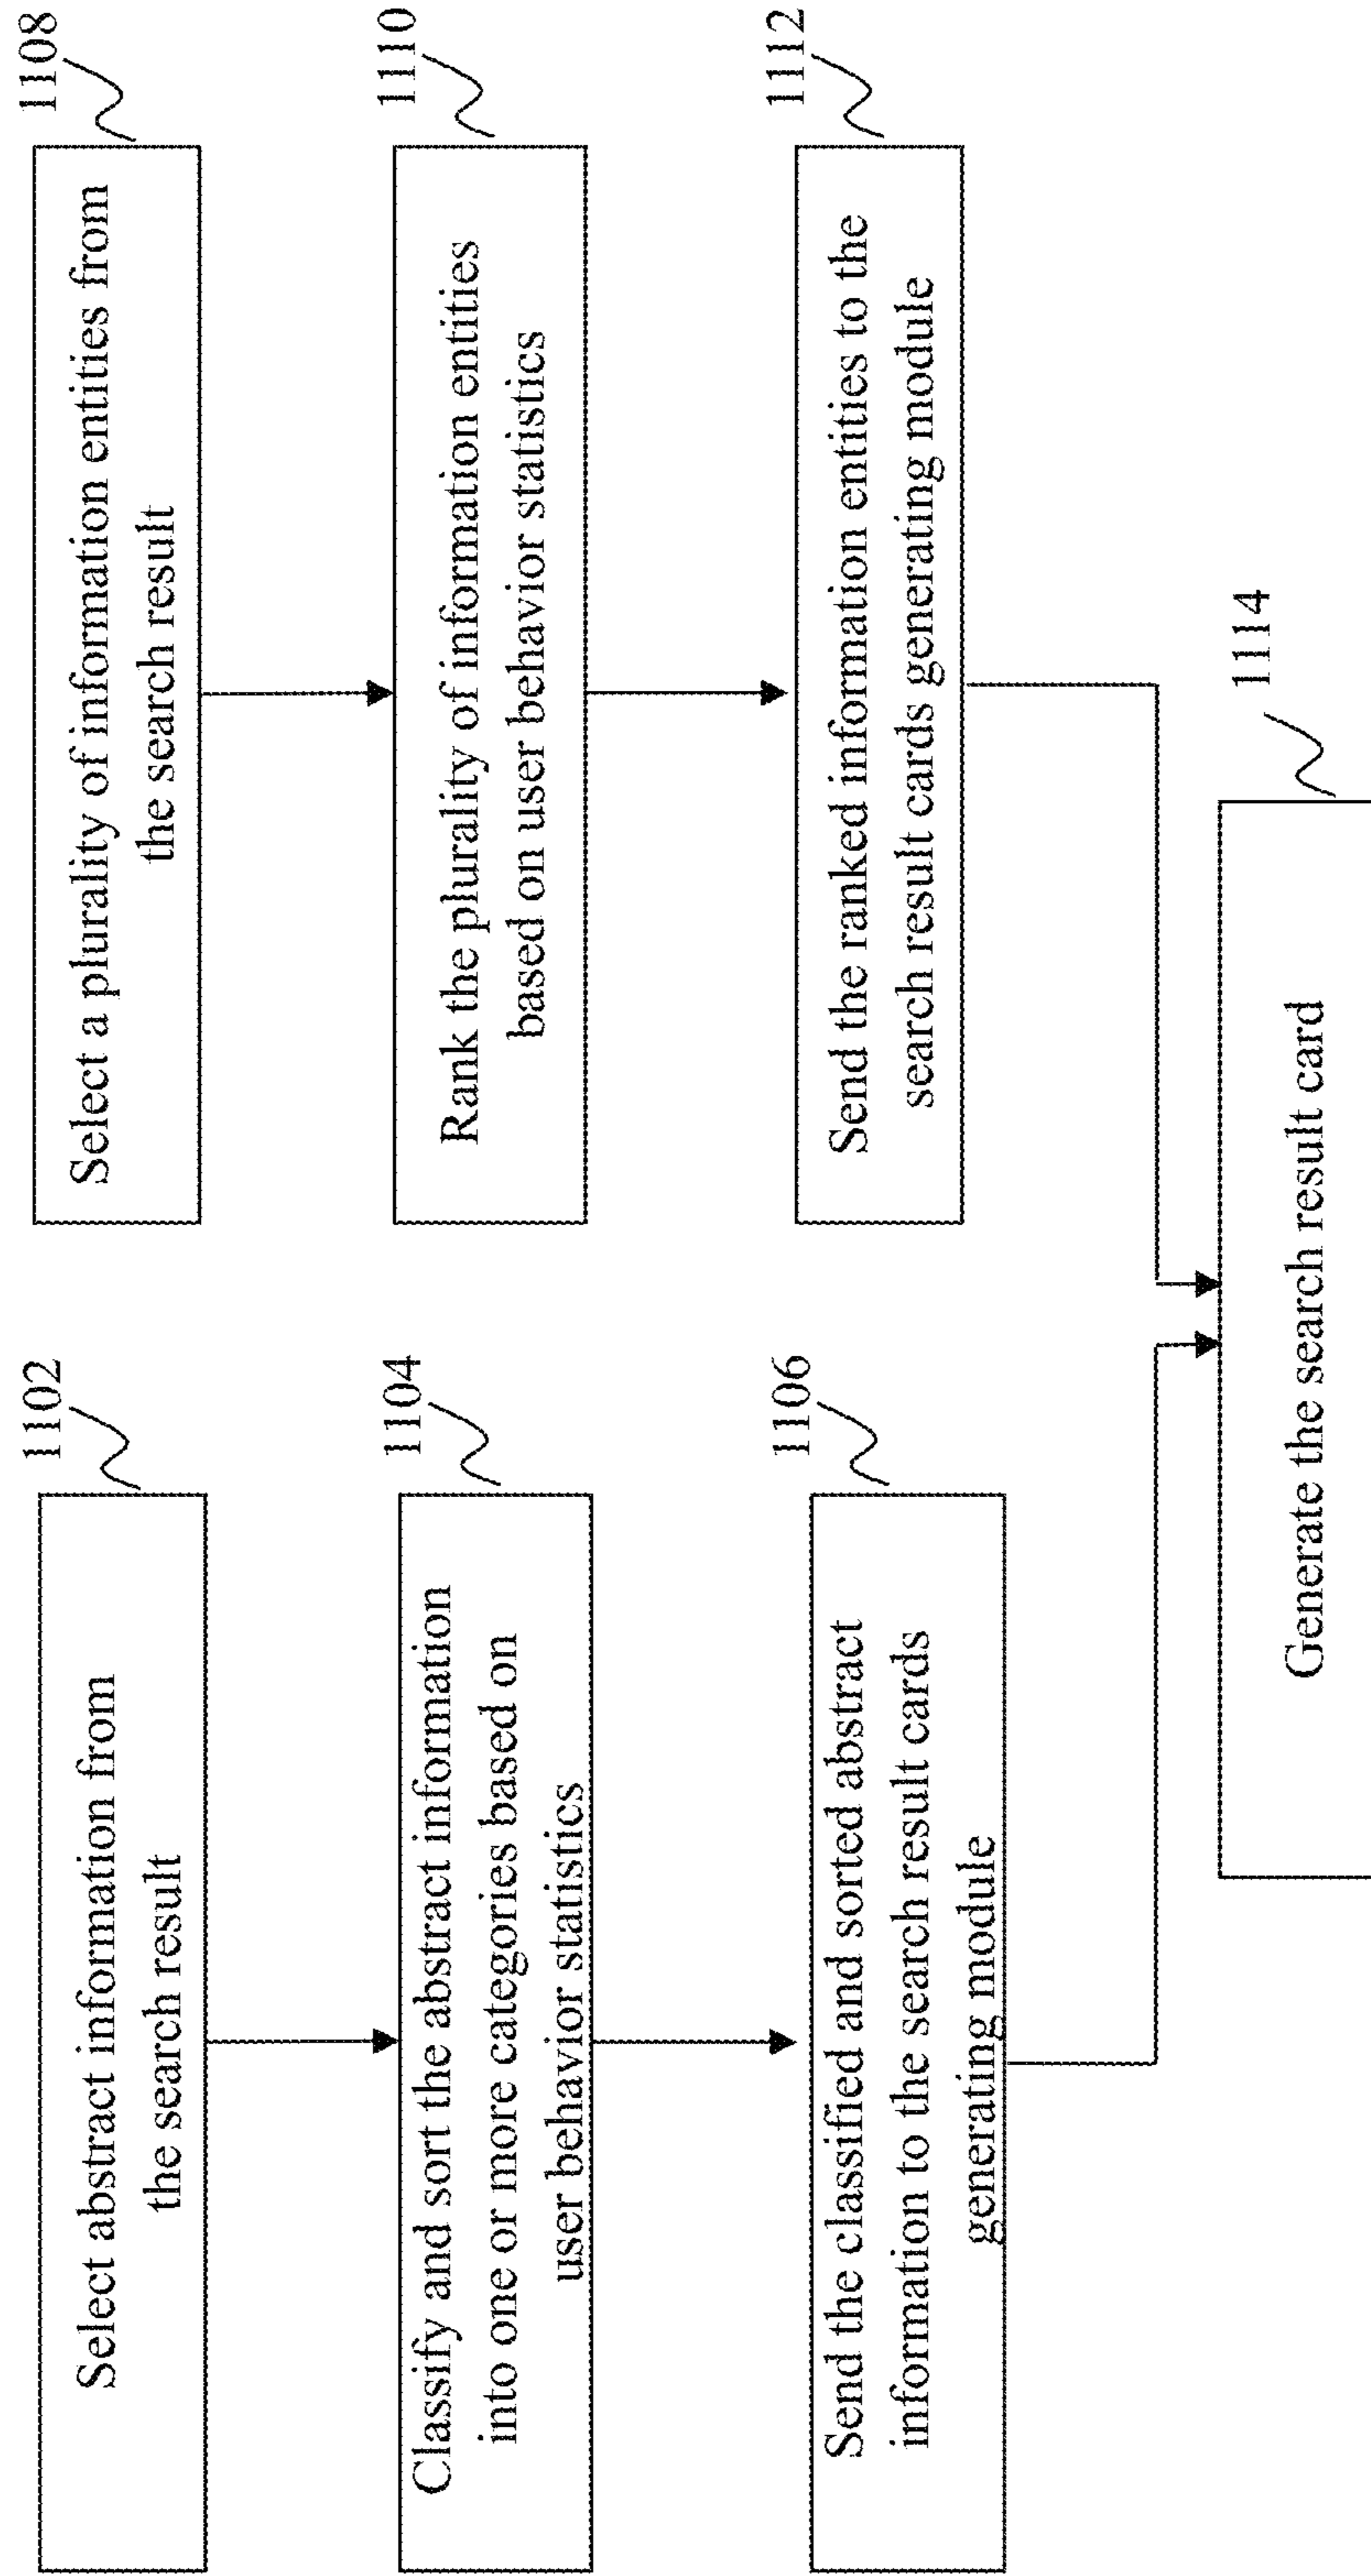 1102
Select abstract information from
the search result
1104
Classify and sort the abstract information
into one or more categories based on
user behavior statistics
1106
Send the classified and sorted abstract
information to the search result cards
generating module
1108
Select a plurality of information entities from
the search result
1110
Rank the plurality of information entities
based on user behavior statistics
1112
Send the ranked information entities to the
search result cards generating module
1114
Generate the search result card